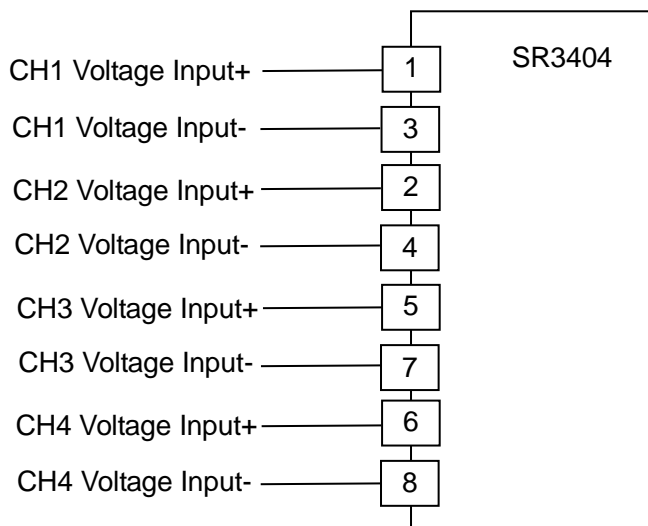 SR3404
CH1 Voltage Input+ 1
CH1 Voltage Input- 3
CH2 Voltage Input+ 2
CH2 Voltage Input- 4
CH3 Voltage Input+ 5
CH3 Voltage Input- 7
CH4 Voltage Input+ 6
CH4 Voltage Input- 8